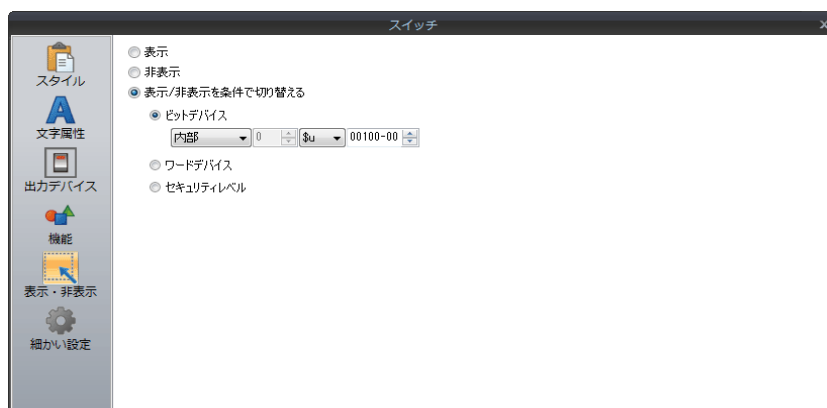 スイッチ
スタイル
文字属性
出力デバイス
機能
表示・非表示
細かい設定
表示
非表示
表示/非表示を条件で切り替える
ビットデバイス
内部 0 $u 00100-00
ワードデバイス
セキュリティレベル